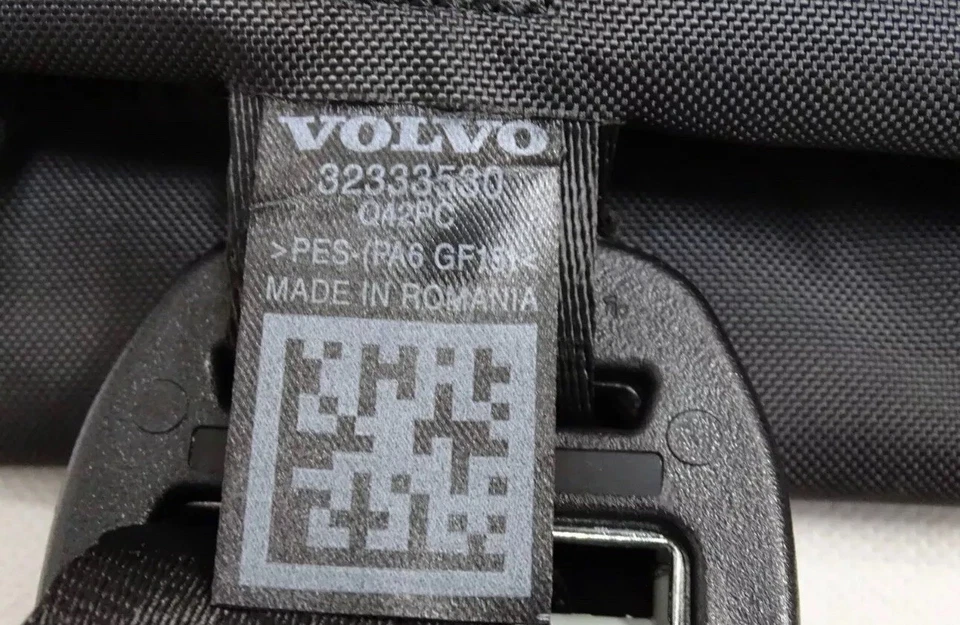 VOLVO
32333530
Q42PC
>PES-(PA6 GF15)<
MADE IN ROMANIA